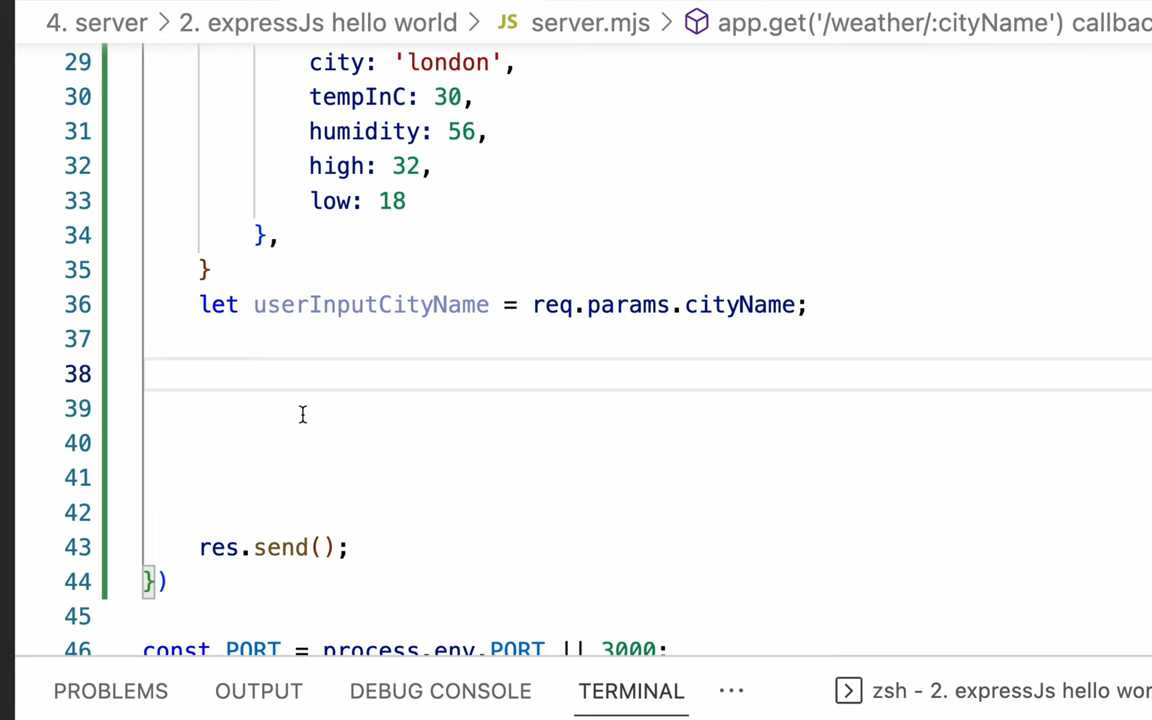 4. server > 2. expressJs hello world > JS server.mjs > app.get('/weather/:cityName') callbac
29 city: 'london',
30 tempInC: 30,
31 humidity: 56,
32 high: 32,
33 low: 18
34 },
35 }
36 let userInputCityName = req.params.cityName;
37
38
39
40
41
42
43 res.send();
44 })
45
46 const PORT = process.env.PORT || 3000;
PROBLEMS OUTPUT DEBUG CONSOLE TERMINAL ··· zsh - 2. expressJs hello wor